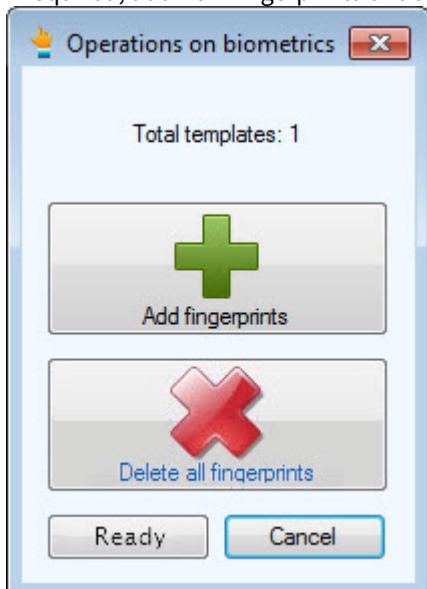 Operations on biometrics
Total templates: 1
Add fingerprints
Delete all fingerprints
Ready Cancel